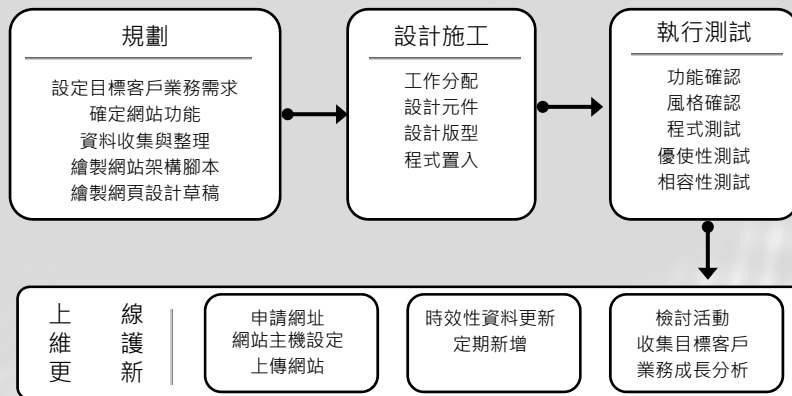 規劃
設定目標客戶業務需求
確定網站功能
資料收集與整理
繪製網站架構腳本
繪製網頁設計草稿
設計施工
工作分配
設計元件
設計版型
程式置入
執行測試
功能確認
風格確認
程式測試
優使性測試
相容性測試
上線
維護
更新
申請網址
網站主機設定
上傳網站
時效性資料更新
定期新增
檢討活動
收集目標客戶
業務成長分析